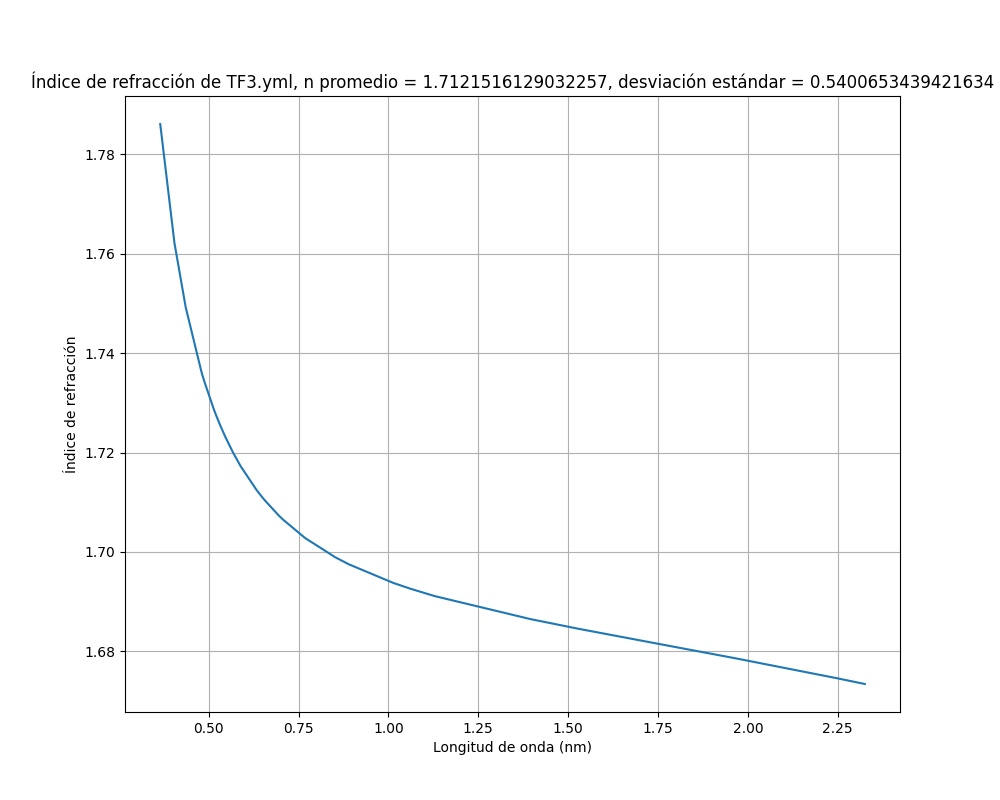 Índice de refracción de TF3.yml, n promedio = 1.7121516129032257, desviación estándar = 0.5400653439421634
Índice de refracción
1.78
1.76
1.74
1.72
1.70
1.68
0.50 0.75 1.00 1.25 1.50 1.75 2.00 2.25
Longitud de onda (nm)